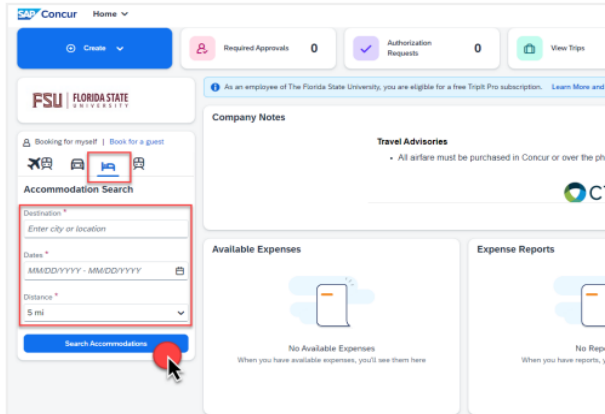 SAP Concur Home
Create
Required Approvals 0
Authorization Requests 0
View Trips
FSU FLORIDA STATE UNIVERSITY
As an employee of The Florida State University, you are eligible for a free TripIt Pro subscription. Learn More and
Company Notes
Booking for myself | Book for a guest
Travel Advisories
All airfare must be purchased in Concur or over the ph
Accommodation Search
Destination *
Enter city or location
Dates *
MM/DD/YYYY - MM/DD/YYYY
Distance *
5 mi
Search Accommodations
Available Expenses
No Available Expenses
When you have available expenses, you'll see them here
Expense Reports
No Rep
When you have reports, y